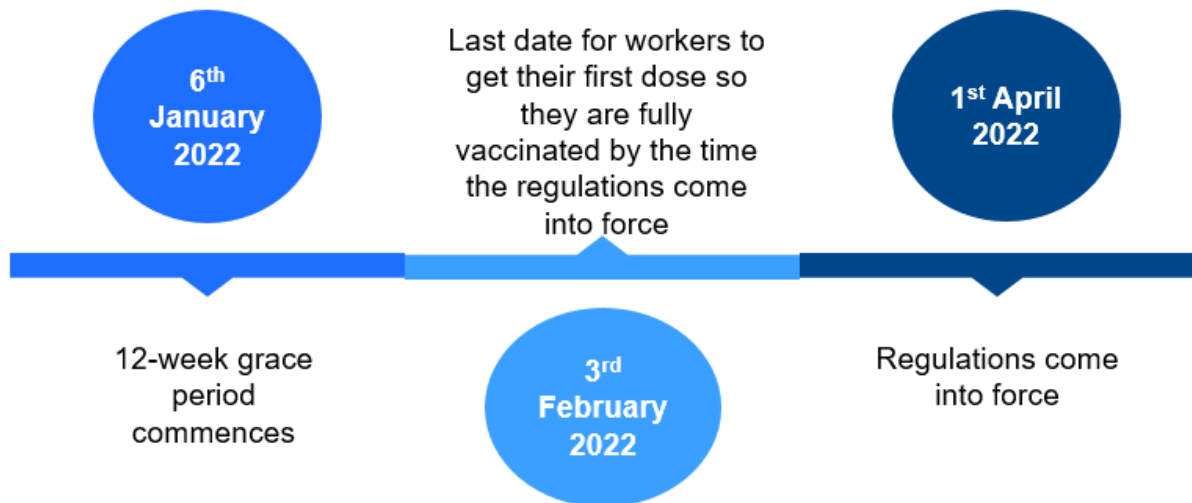 6th
January
2022
12-week grace
period
commences
Last date for workers to
get their first dose so
they are fully
vaccinated by the time
the regulations come
into force
3rd
February
2022
1st April
2022
Regulations come
into force